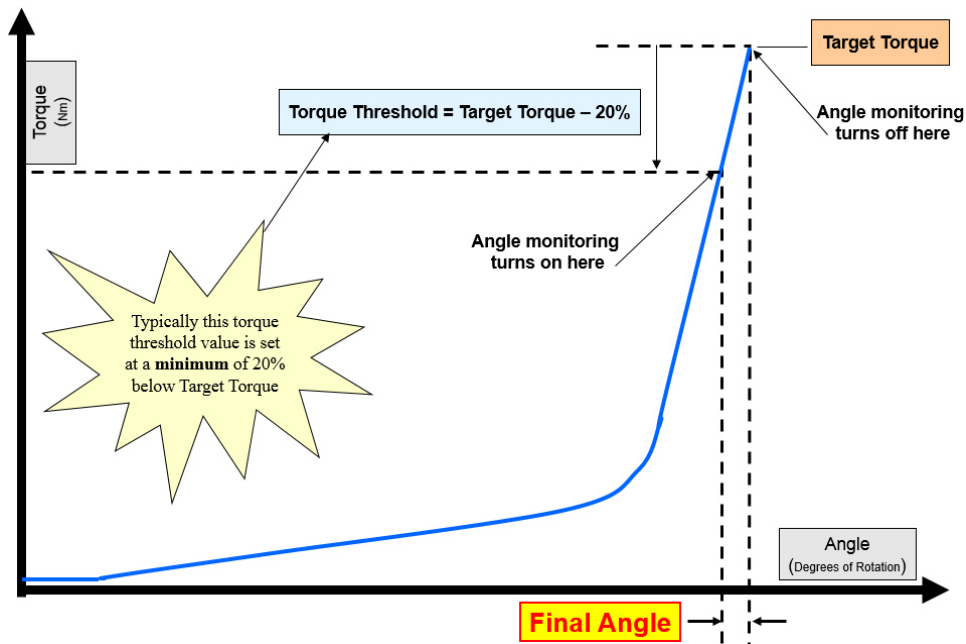 Target Torque
Torque
(Nm)
Torque Threshold = Target Torque – 20%
Angle monitoring
turns off here
Angle monitoring
turns on here
Typically this torque
threshold value is set
at a minimum of 20%
below Target Torque
Angle
(Degrees of Rotation)
Final Angle